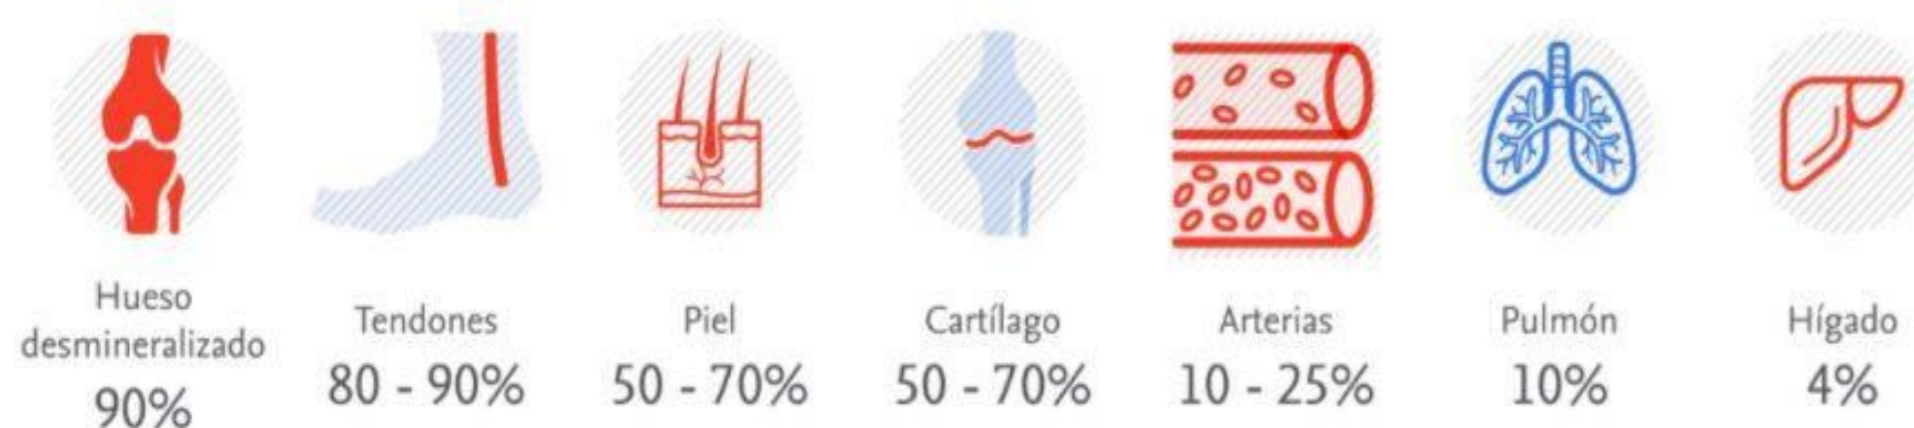 Hueso
desmineralizado
90%
Tendones
80 - 90%
Piel
50 - 70%
Cartílago
50 - 70%
Arterias
10 - 25%
Pulmón
10%
Hígado
4%